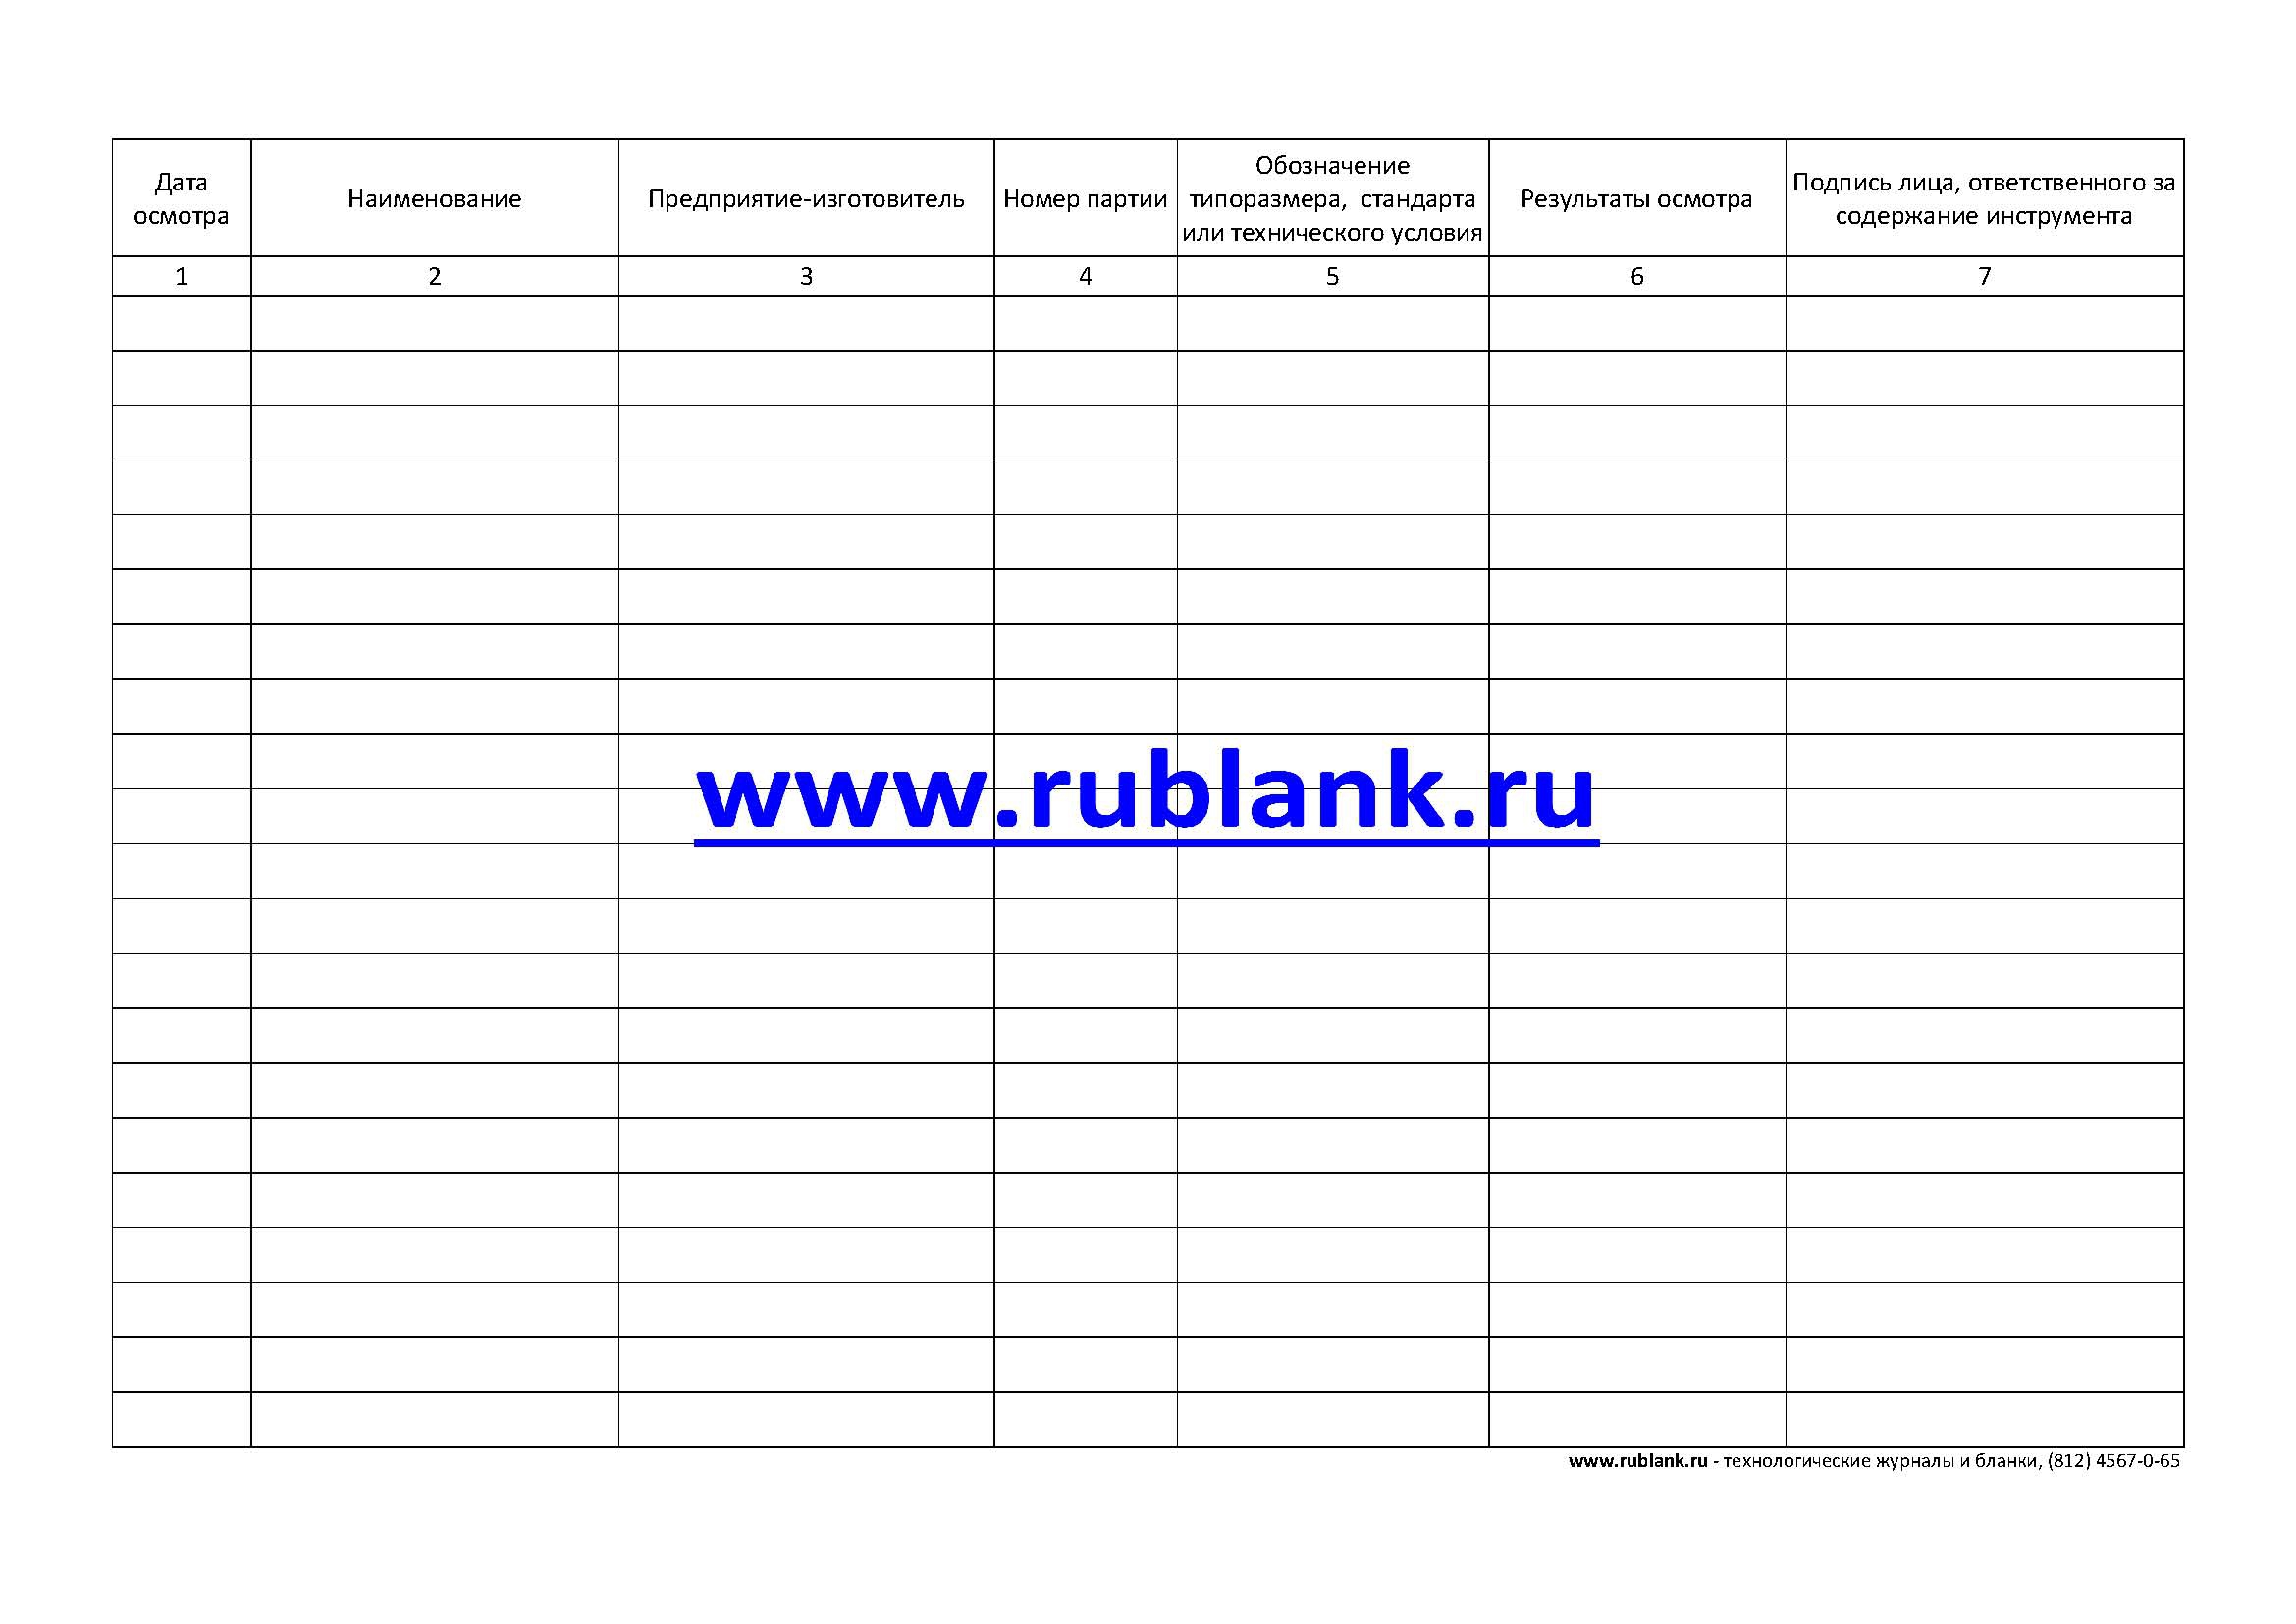 Дата
осмотра
Наименование
Предприятие-изготовитель
Номер партии
Обозначение
типоразмера, стандарта
или технического условия
Результаты осмотра
Подпись лица, ответственного за
содержание инструмента
1 2 3 4 5 6 7
www.rublank.ru
www.rublank.ru - технологические журналы и бланки, (812) 4567-0-65